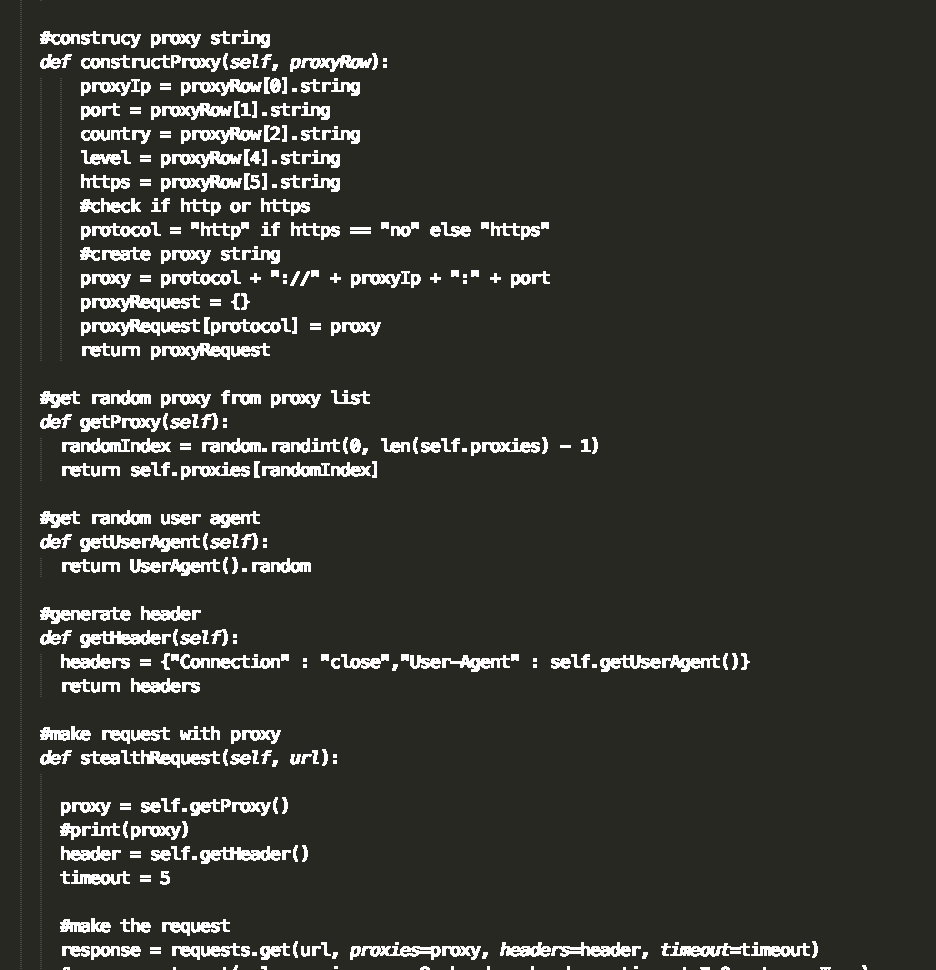 #construcy proxy string
def constructProxy(self, proxyRow):
proxyIp = proxyRow[0].string
port = proxyRow[1].string
country = proxyRow[2].string
level = proxyRow[4].string
https = proxyRow[5].string
#check if http or https
protocol = "http" if https == "no" else "https"
#create proxy string
proxy = protocol + "://" + proxyIp + ":" + port
proxyRequest = {}
proxyRequest[protocol] = proxy
return proxyRequest
#get random proxy from proxy list
def getProxy(self):
randomIndex = random.randint(0, len(self.proxies) - 1)
return self.proxies[randomIndex]
#get random user agent
def getUserAgent(self):
return UserAgent().random
#generate header
def getHeader(self):
headers = {"Connection" : "close","User-Agent" : self.getUserAgent()}
return headers
#make request with proxy
def stealthRequest(self, url):
proxy = self.getProxy()
#print(proxy)
header = self.getHeader()
timeout = 5
#make the request
response = requests.get(url, proxies=proxy, headers=header, timeout=timeout)